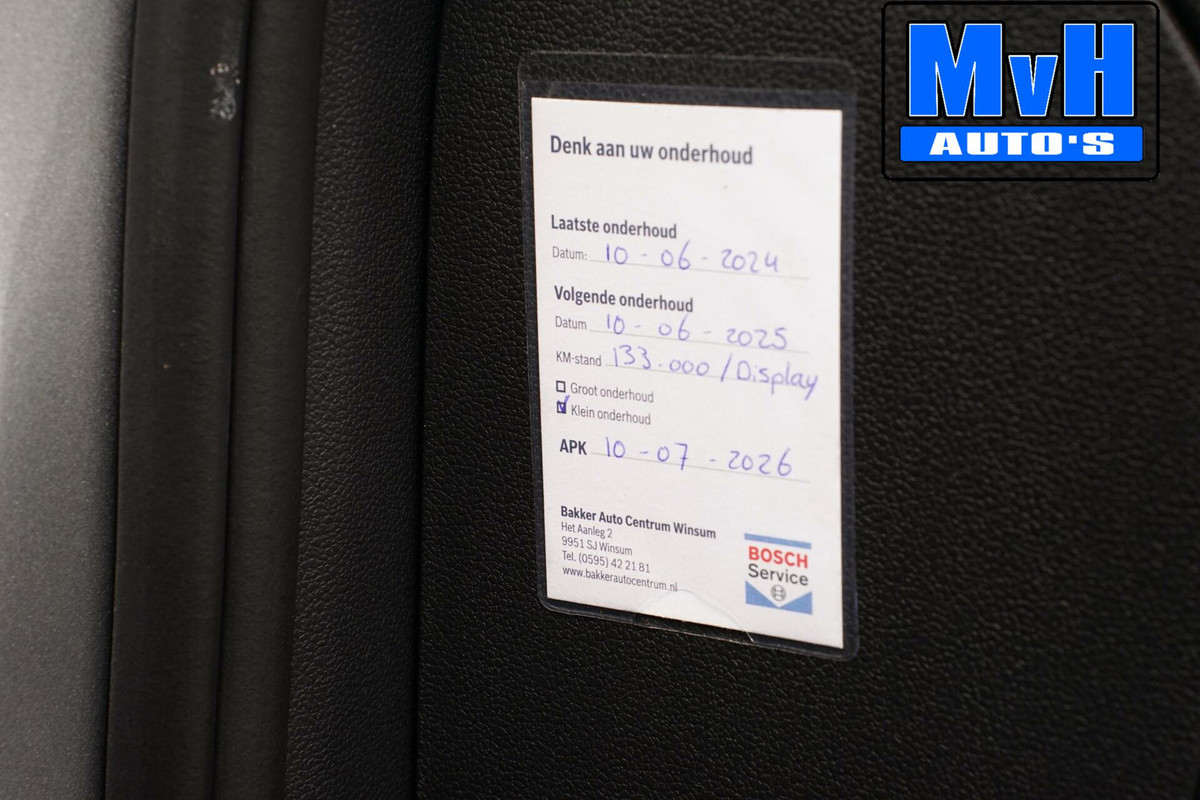 MvH
AUTO'S
Denk aan uw onderhoud
Laatste onderhoud
Datum: 10 - 06 - 2024
Volgende onderhoud
Datum 10 - 06 - 2025
KM-stand 133.000 / Display
Groot onderhoud
Klein onderhoud
APK 10 - 07 - 2026
Bakker Auto Centrum Winsum
Het Aanleg 2
9951 SJ Winsum
Tel. (0595) 42 21 81
www.bakkerautocentrum.nl
BOSCH
Service